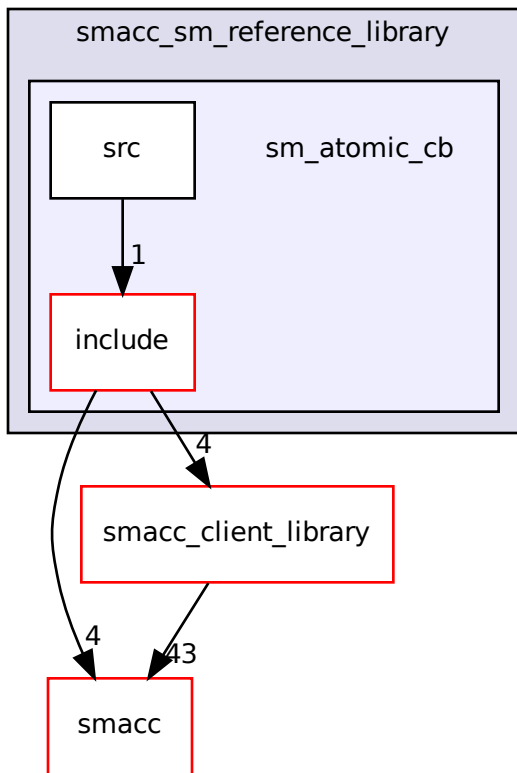 smacc_sm_reference_library
src
sm_atomic_cb
1
include
4
smacc_client_library
4
43
smacc